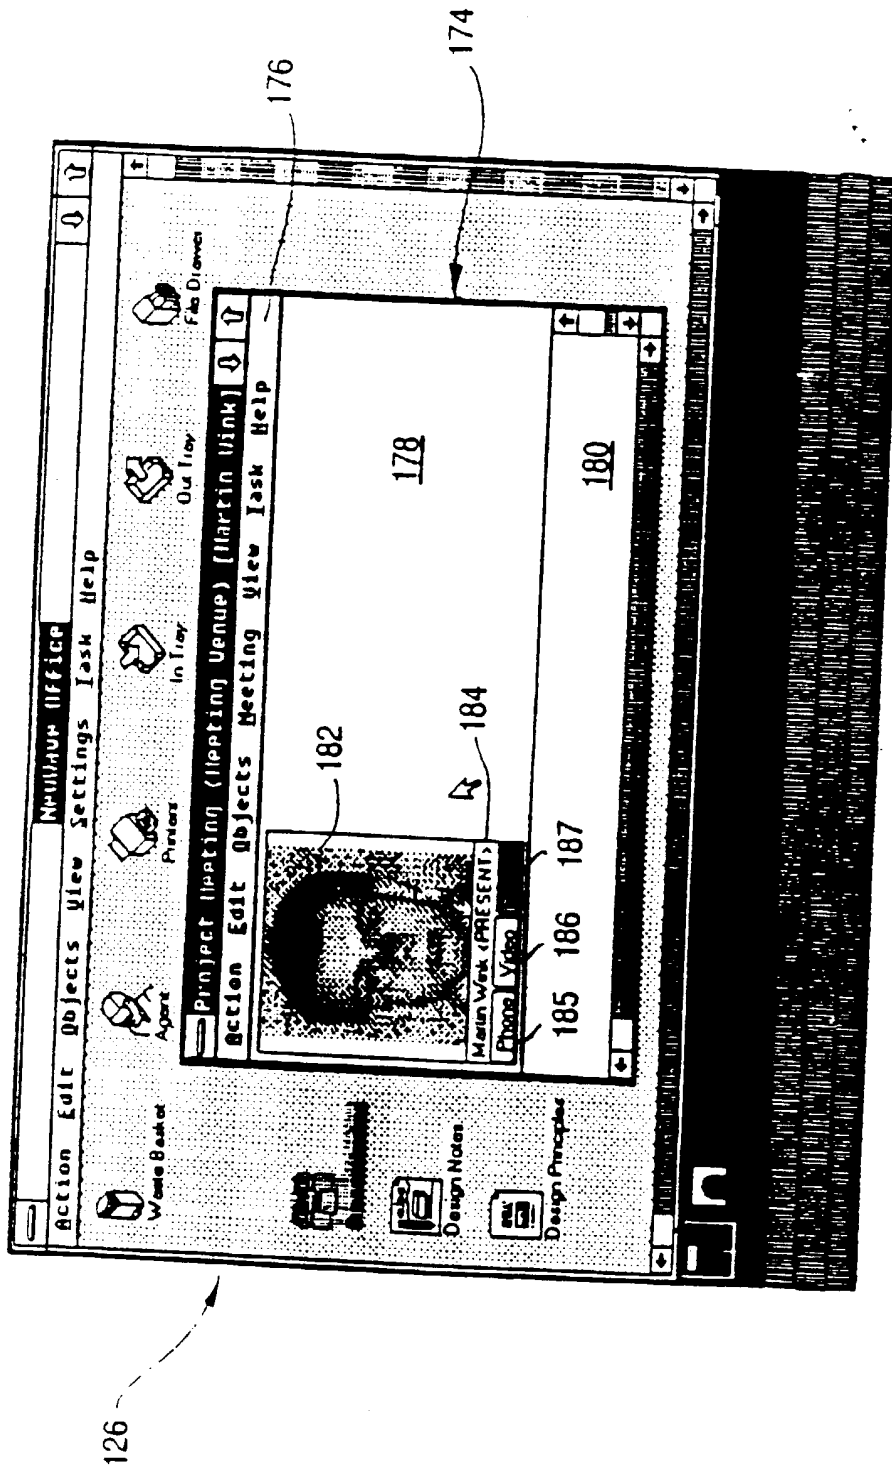 126
NewWave Office
Action Edit Objects View Settings Task Help
Waste Basket
Agent
Printers
In Tray
Out Tray
File Drawer
Project Meeting (Meeting Venue) [Martin Wink]
Action Edit Objects Meeting View Task Help
176
174
178
180
182
184
Martin Wink <PRESENT>
Phone Video
185
186
187
Design Notes
Design Principles